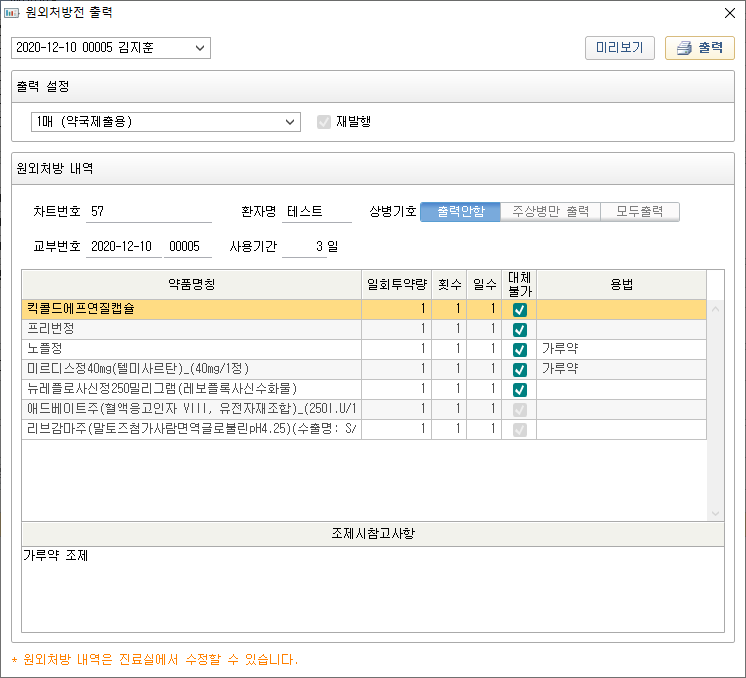 원외처방전 출력
2020-12-10 00005 김지훈 미리보기 출력
출력 설정
1매 (약국제출용) 재발행
원외처방 내역
차트번호 57 환자명 테스트 상병기호 출력안함 주상병만 출력 모두출력
교부번호 2020-12-10 00005 사용기간 3 일
약품명칭 일회투약량 횟수 일수 대체불가 용법
킥콜드에프연질캡슐 1 1 1
프리번정 1 1 1
노플정 1 1 1 가루약
미르디스정40mg(텔미사르탄)_(40mg/1정) 1 1 1 가루약
뉴레플로사신정250밀리그램(레보플록사신수화물) 1 1 1
애드베이트주(혈액응고인자 VIII, 유전자재조합)_(250I.U/1 1 1 1
리브감마주(말토즈첨가사람면역글로불린pH4.25)(수출명: S/ 1 1 1
조제시참고사항
가루약 조제
* 원외처방 내역은 진료실에서 수정할 수 있습니다.